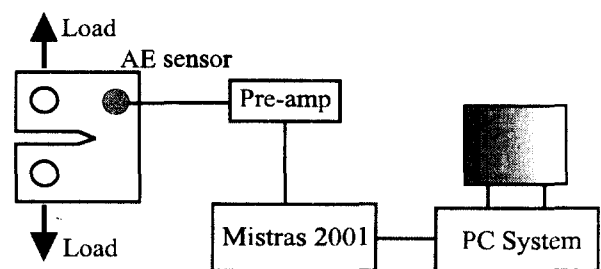 Load
AE sensor
Pre-amp
Mistras 2001
PC System
Load